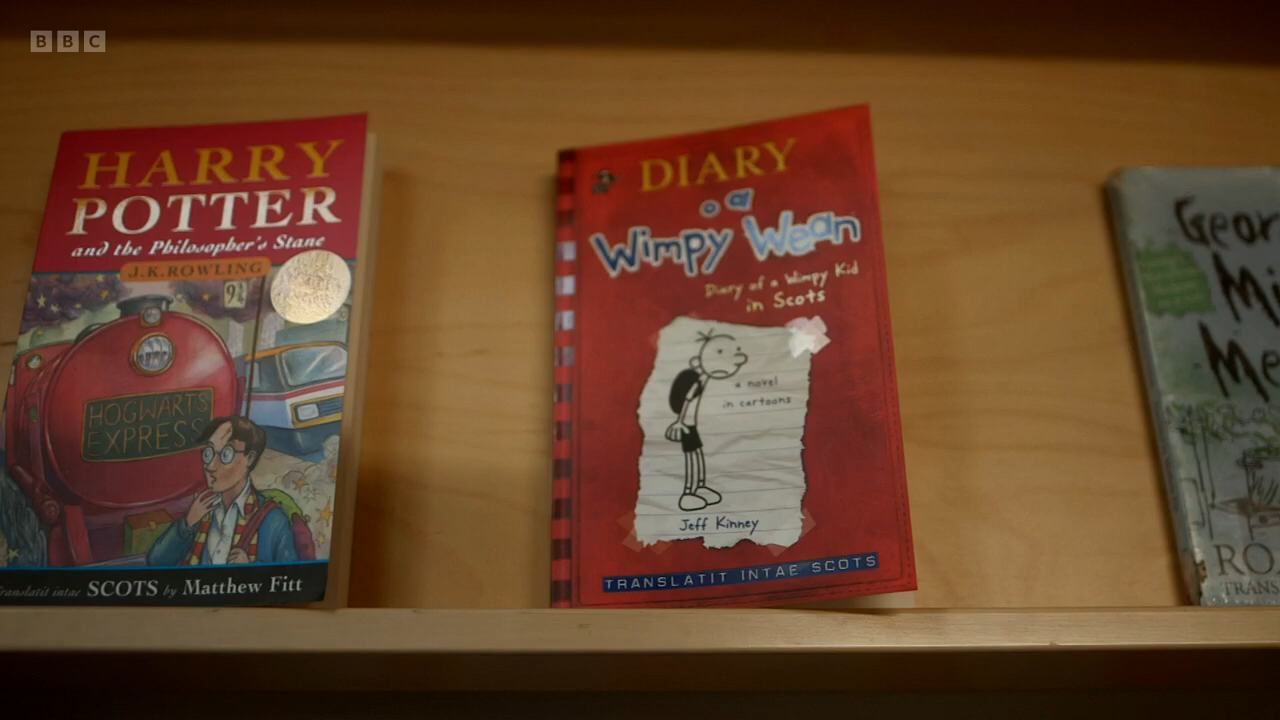 BBC
HARRY
POTTER
and the Philosopher's Stane
J.K.ROWLING
9¾
HOGWARTS
EXPRESS
Translatit intae SCOTS by Matthew Fitt
DIARY
o a
Wimpy Wean
Diary of a Wimpy Kid
in Scots
a novel
in cartoons
Jeff Kinney
TRANSLATIT INTAE SCOTS
Geor
Mi
Me
RO
TRANS